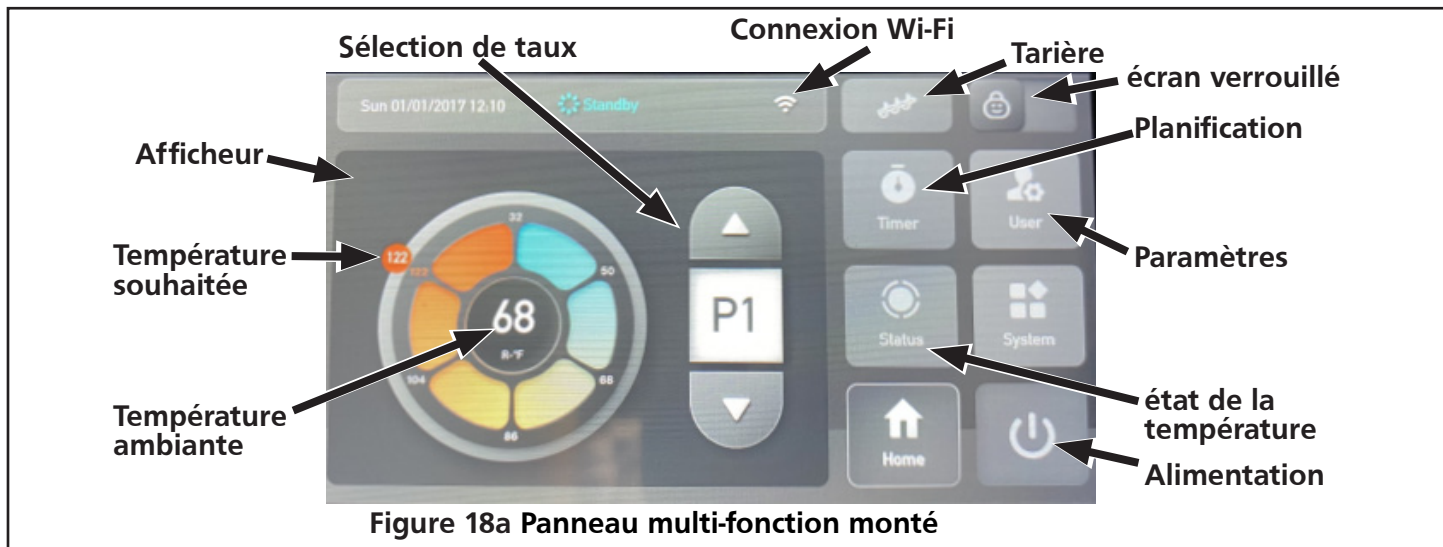 Connexion Wi-Fi
Sélection de taux
Tarière
écran verrouillé
Sun 01/01/2017 12:10 Standby
Planification
Afficheur
Timer User
Température
souhaitée
122
32
122
50
Paramètres
68
R-°F
P1
Status System
104
68
86
Température
ambiante
état de la
température
Home
Alimentation
Figure 18a Panneau multi-fonction monté